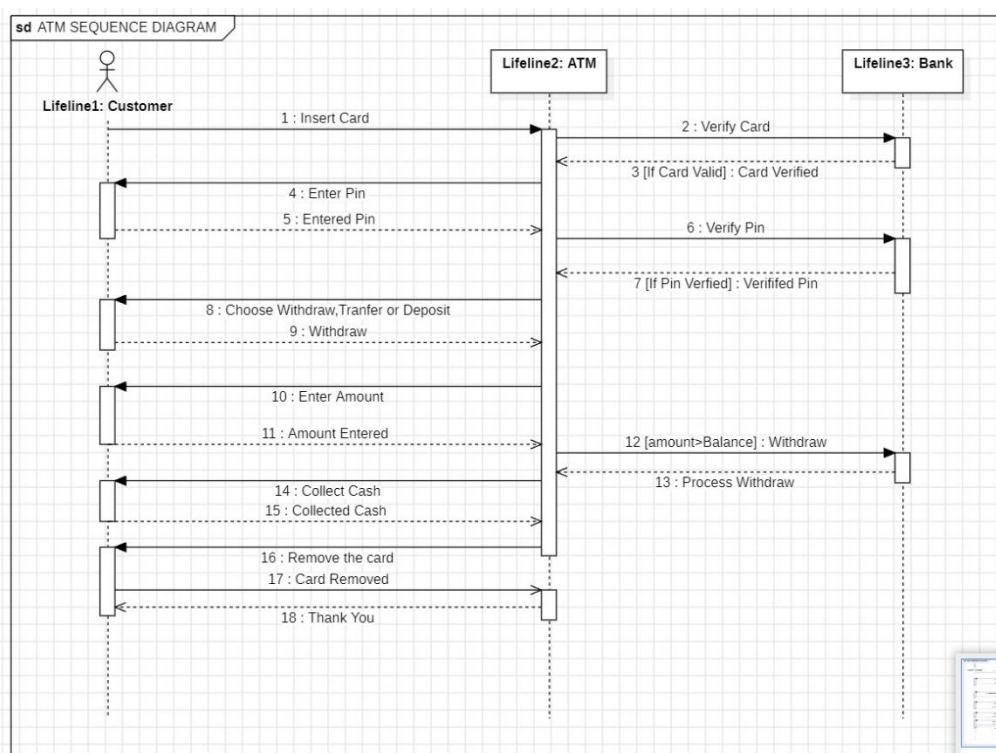 sd ATM SEQUENCE DIAGRAM
Lifeline1: Customer
Lifeline2: ATM
Lifeline3: Bank
1 : Insert Card
2 : Verify Card
3 [If Card Valid] : Card Verified
4 : Enter Pin
5 : Entered Pin
6 : Verify Pin
7 [If Pin Verfied] : Verififed Pin
8 : Choose Withdraw,Tranfer or Deposit
9 : Withdraw
10 : Enter Amount
11 : Amount Entered
12 [amount>Balance] : Withdraw
13 : Process Withdraw
14 : Collect Cash
15 : Collected Cash
16 : Remove the card
17 : Card Removed
18 : Thank You